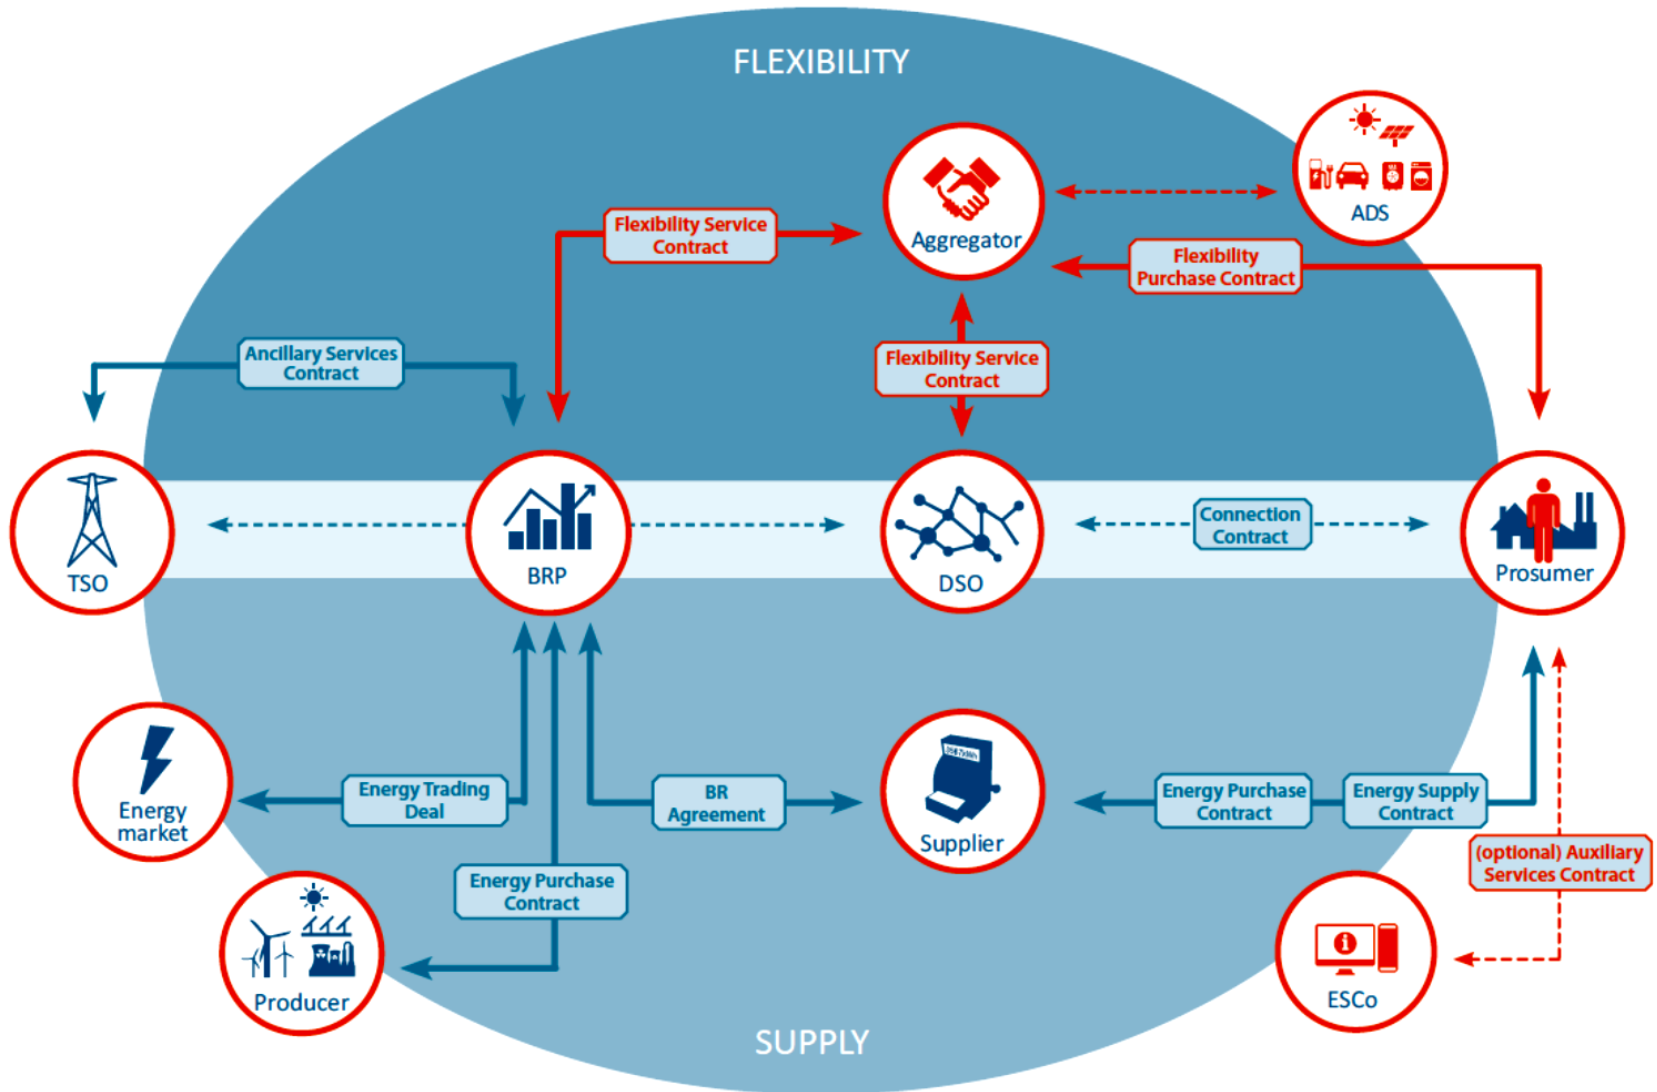 FLEXIBILITY
ADS
Aggregator
Flexibility Service
Contract
Flexibility
Purchase Contract
Ancillary Services
Contract
Flexibility Service
Contract
TSO
BRP
DSO
Connection
Contract
Prosumer
Energy
market
Energy Trading
Deal
BR
Agreement
Supplier
Energy Purchase
Contract
Energy Supply
Contract
(optional) Auxiliary
Services Contract
Energy Purchase
Contract
Producer
ESCo
SUPPLY